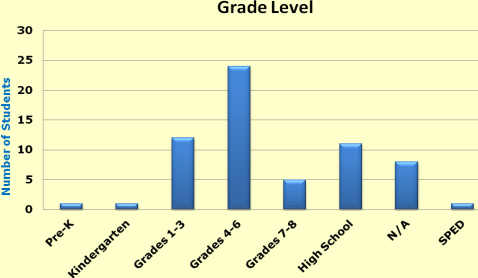 Grade Level
Number of Students
30
25
20
15
10
5
0
Pre-K
Kindergarten
Grades 1-3
Grades 4-6
Grades 7-8
High School
N/A
SPED